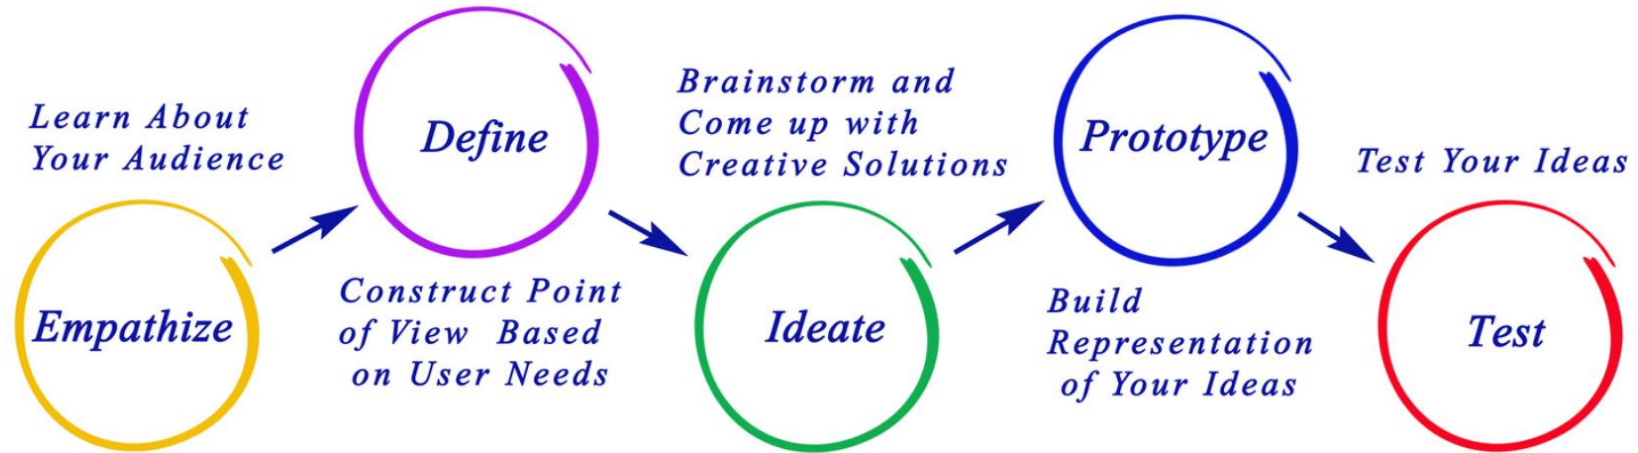 Learn About
Your Audience
Empathize
Define
Construct Point
of View Based
on User Needs
Brainstorm and
Come up with
Creative Solutions
Ideate
Prototype
Build
Representation
of Your Ideas
Test Your Ideas
Test